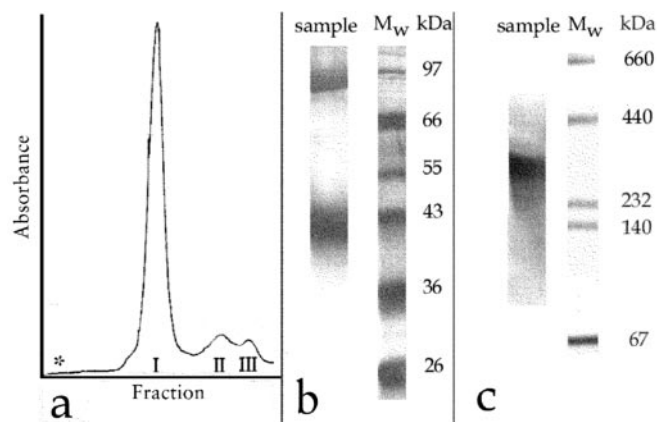 Absorbance
*
I
II
III
Fraction
a
sample Mw kDa
97
66
55
43
36
26
b
sample Mw kDa
660
440
232
140
67
c